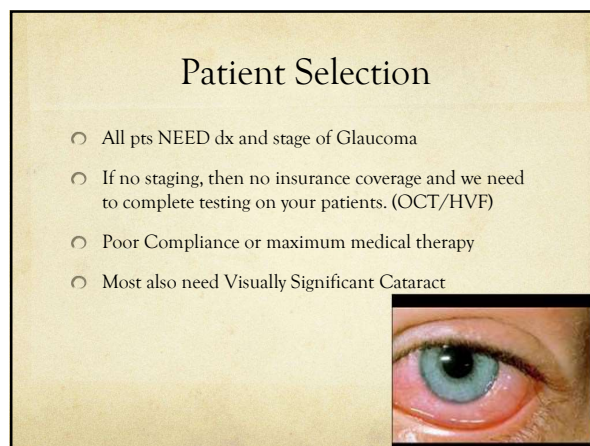 Patient Selection
All pts NEED dx and stage of Glaucoma
If no staging, then no insurance coverage and we need
to complete testing on your patients. (OCT/HVF)
Poor Compliance or maximum medical therapy
Most also need Visually Significant Cataract